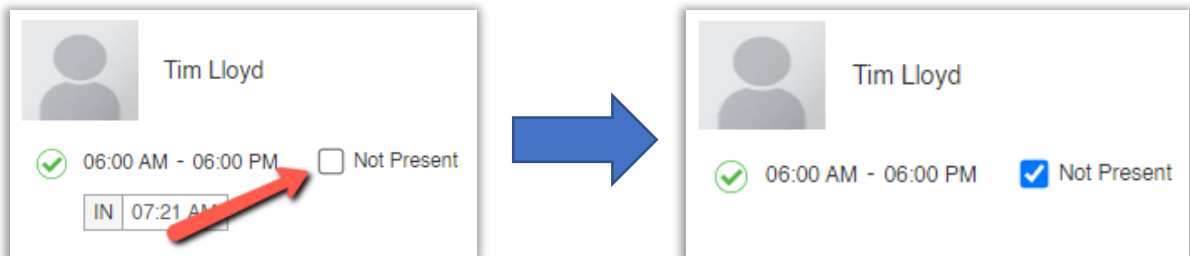 Tim Lloyd
06:00 AM - 06:00 PM Not Present
IN 07:21 AM
Tim Lloyd
06:00 AM - 06:00 PM Not Present